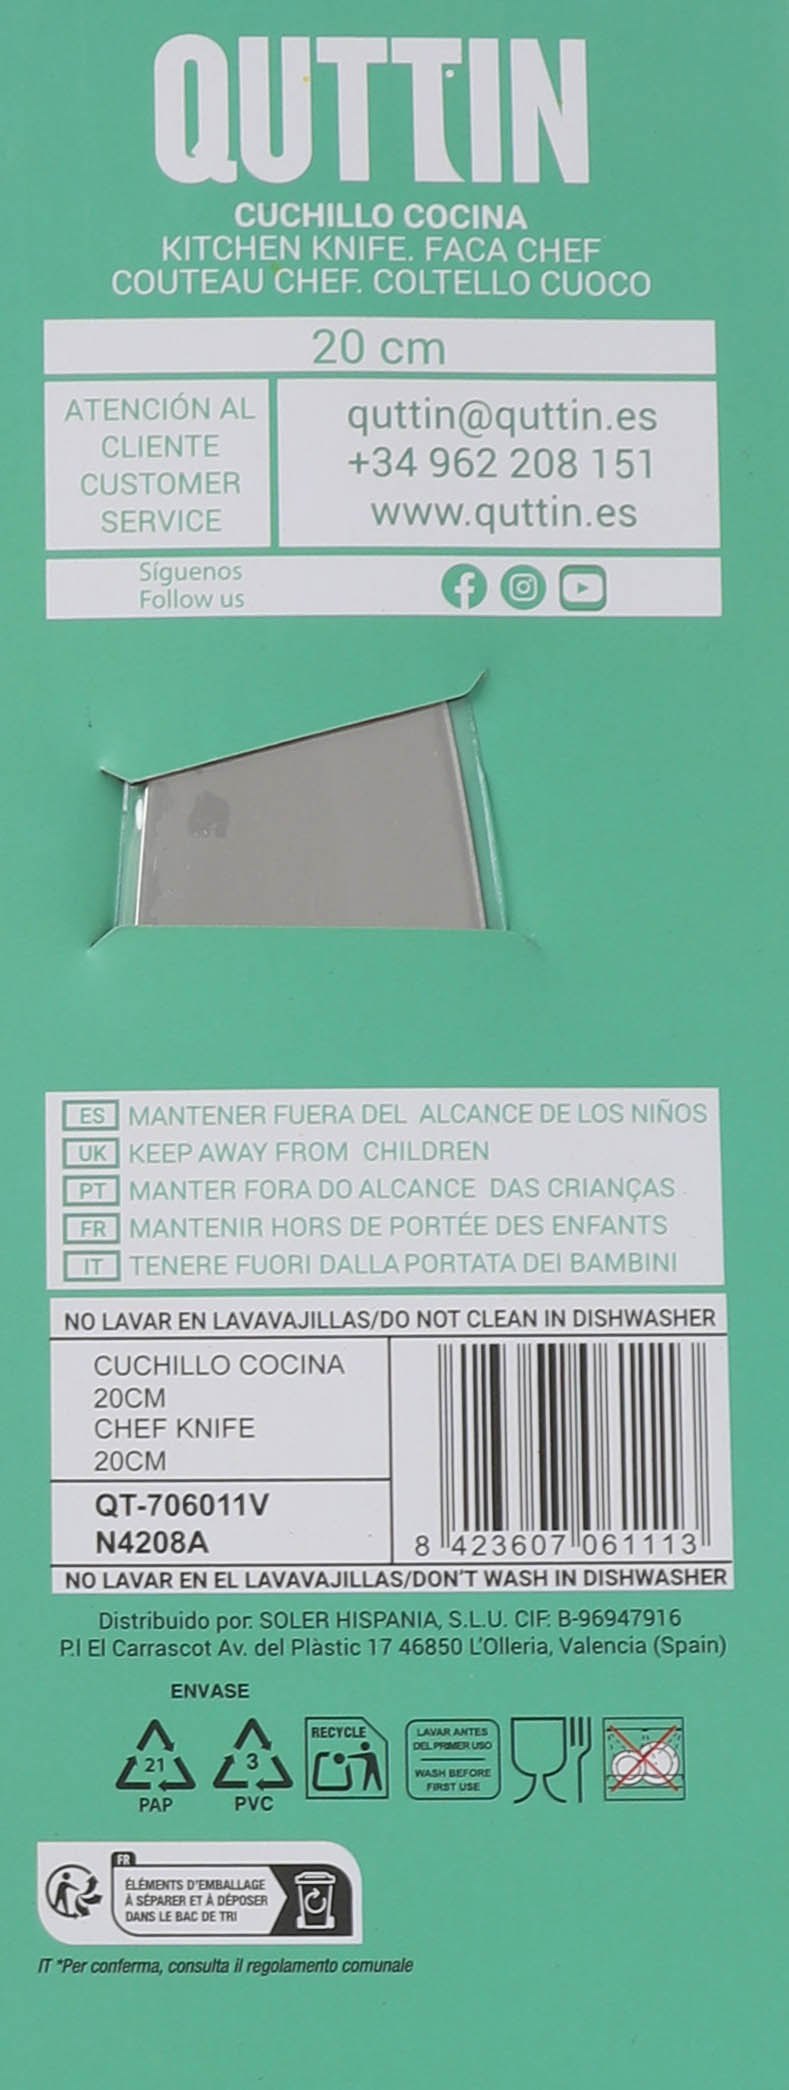 QUTTIN
CUCHILLO COCINA
KITCHEN KNIFE. FACA CHEF
COUTEAU CHEF. COLTELLO CUOCO
20 cm
ATENCIÓN AL
CLIENTE
CUSTOMER
SERVICE
quttin@quttin.es
+34 962 208 151
www.quttin.es
Síguenos
Follow us
ES MANTENER FUERA DEL ALCANCE DE LOS NIÑOS
UK KEEP AWAY FROM CHILDREN
PT MANTER FORA DO ALCANCE DAS CRIANÇAS
FR MANTENIR HORS DE PORTÉE DES ENFANTS
IT TENERE FUORI DALLA PORTATA DEI BAMBINI
NO LAVAR EN LAVAVAJILLAS/DO NOT CLEAN IN DISHWASHER
CUCHILLO COCINA
20CM
CHEF KNIFE
20CM
QT-706011V
N4208A
8 423607 061113
NO LAVAR EN EL LAVAVAJILLAS/DON'T WASH IN DISHWASHER
Distribuido por: SOLER HISPANIA, S.L.U. CIF: B-96947916
P.I El Carrascot Av. del Plàstic 17 46850 L'Olleria, Valencia (Spain)
ENVASE
21
PAP
3
PVC
RECYCLE
LAVAR ANTES
DEL PRIMER USO
WASH BEFORE
FIRST USE
FR
ÉLÉMENTS D'EMBALLAGE
À SÉPARER ET À DÉPOSER
DANS LE BAC DE TRI
IT *Per conferma, consulta il regolamento comunale